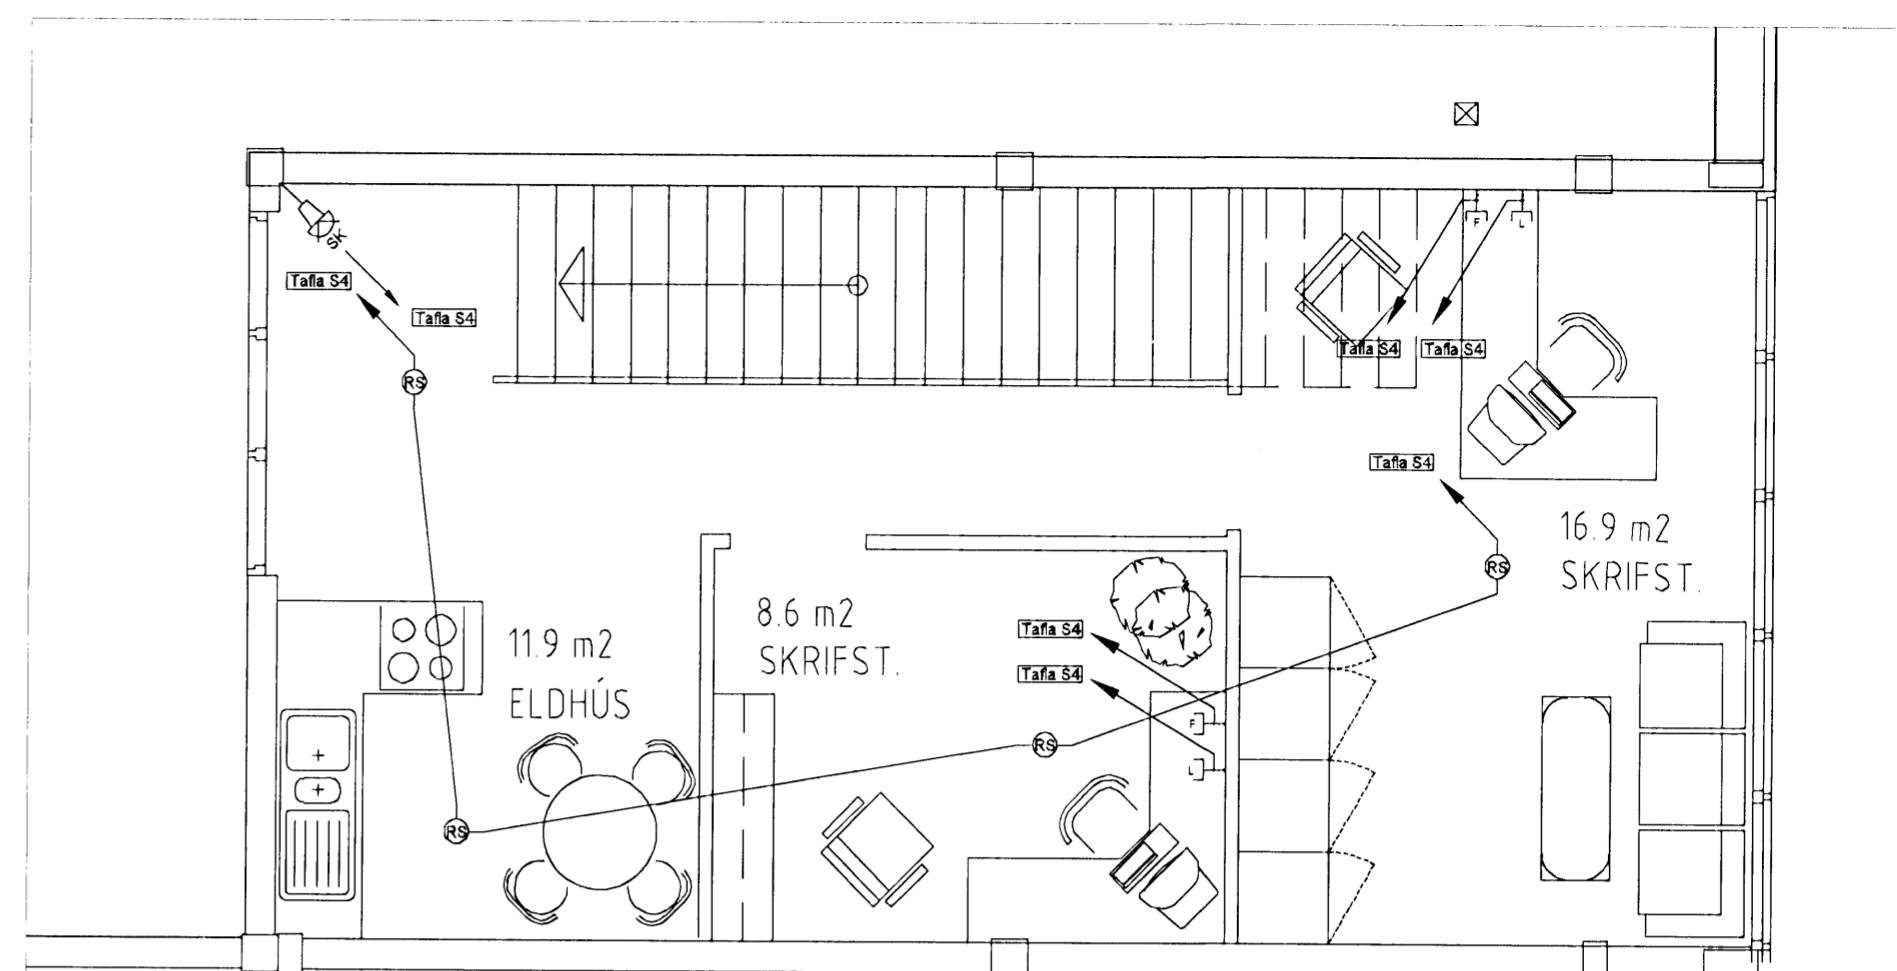 SK
Tafla S4
Tafla S4
RS
F
L
Tafla S4
Tafla S4
Tafla S4
RS
16.9 m2
SKRIFST.
11.9 m2
ELDHÚS
8.6 m2
SKRIFST.
Tafla S4
Tafla S4
F
L
RS
RS